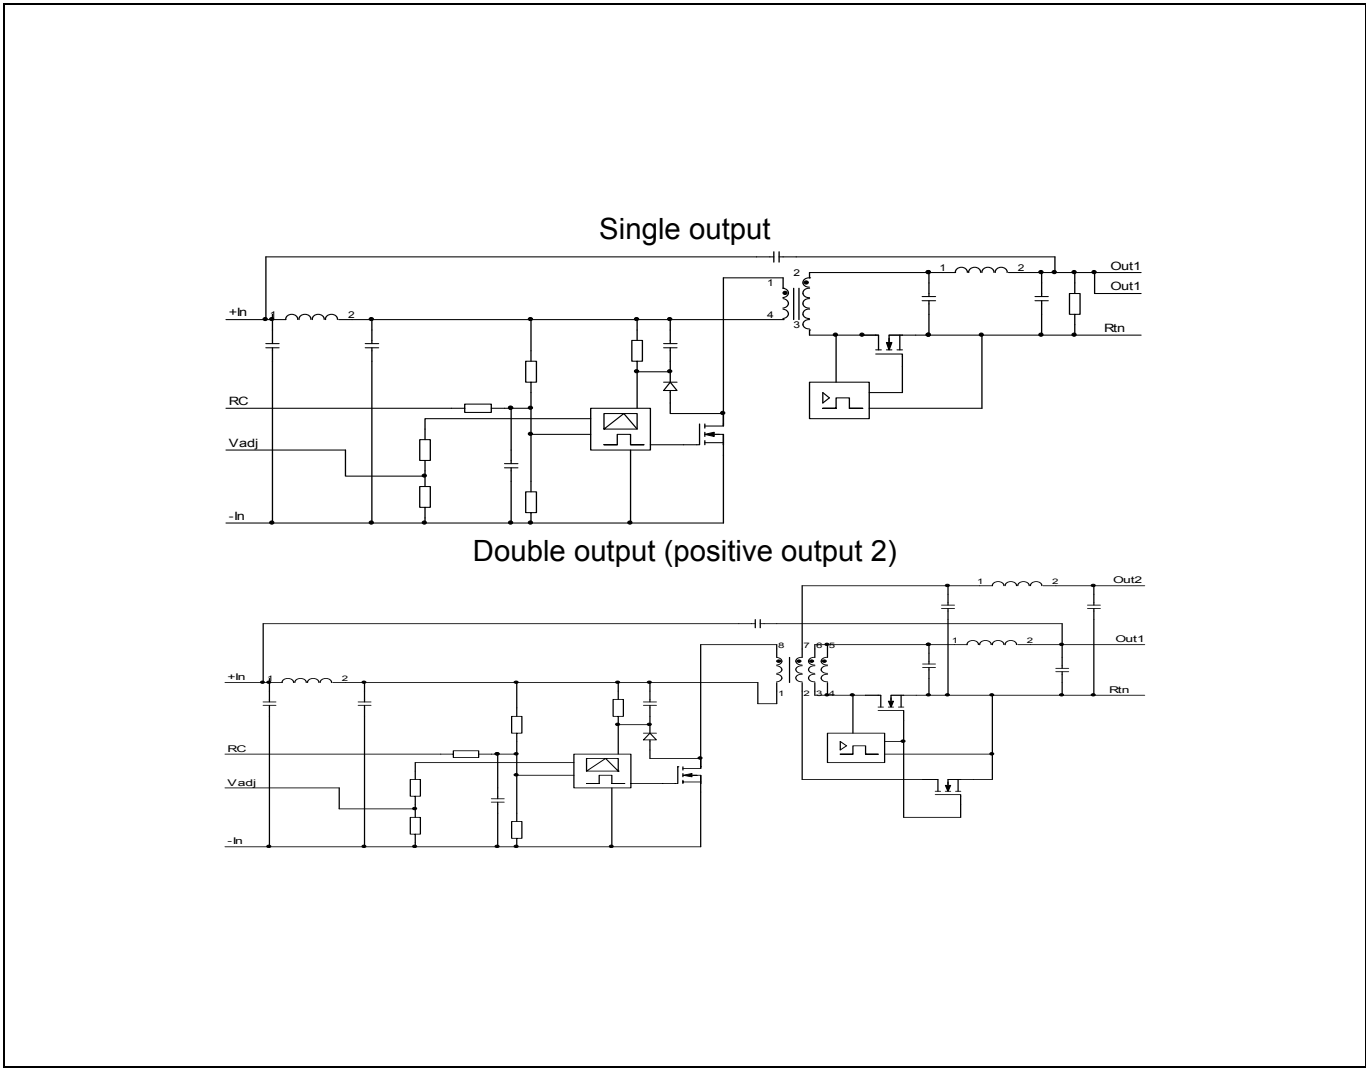 Single output
1 2 Out1
2
1
Out1
+In 1 2
4
3
Rtn
RC
Vadj
-In
Double output (positive output 2)
1 2 Out2
8 7 6 5 1 2 Out1
+In 1 2
1 2 3 4 Rtn
RC
Vadj
-In